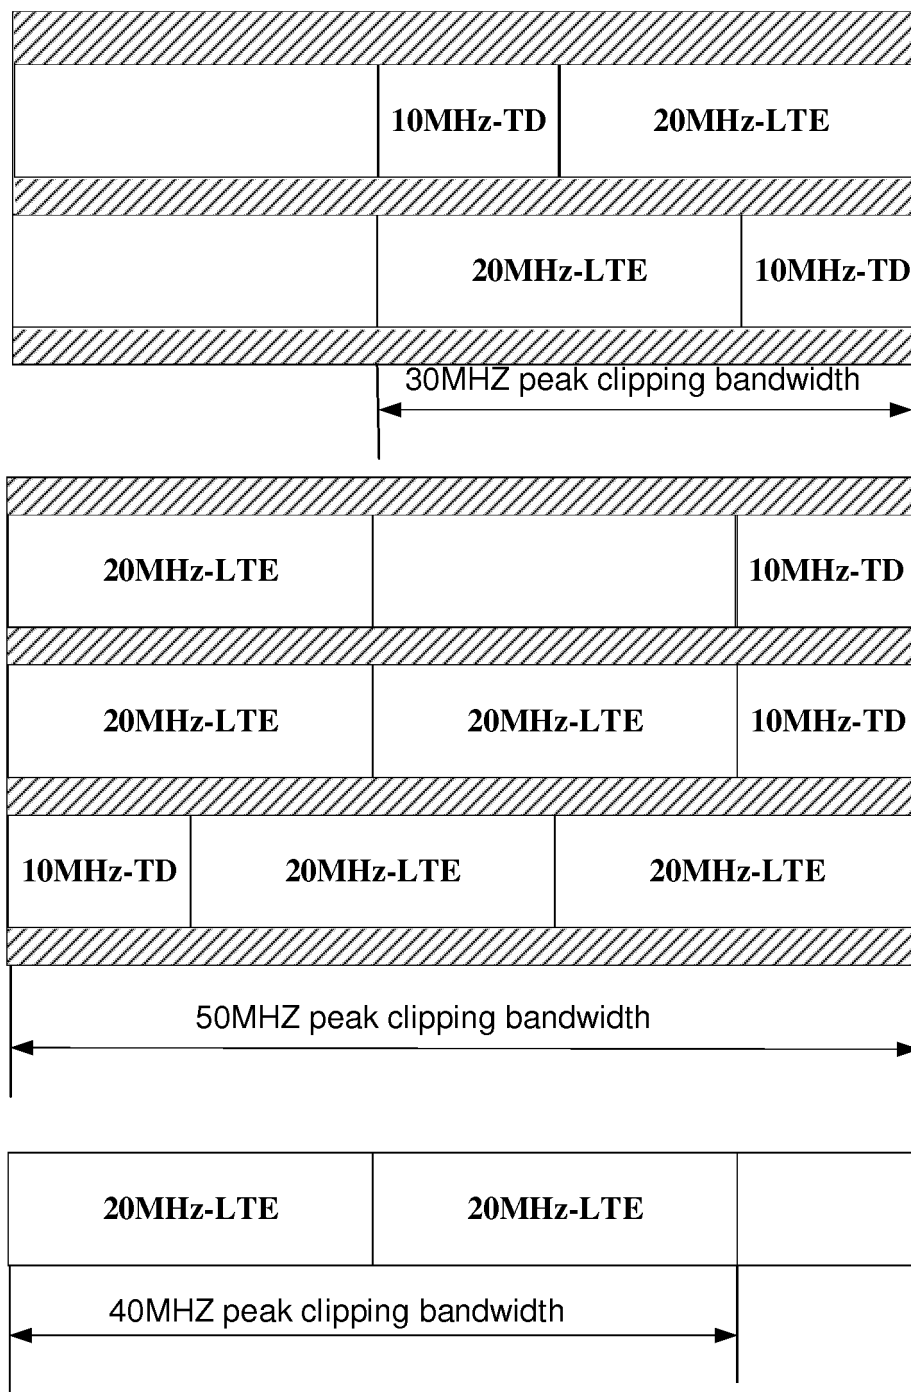 10MHz-TD 20MHz-LTE
20MHz-LTE 10MHz-TD
30MHZ peak clipping bandwidth
20MHz-LTE 10MHz-TD
20MHz-LTE 20MHz-LTE 10MHz-TD
10MHz-TD 20MHz-LTE 20MHz-LTE
50MHZ peak clipping bandwidth
20MHz-LTE 20MHz-LTE
40MHZ peak clipping bandwidth